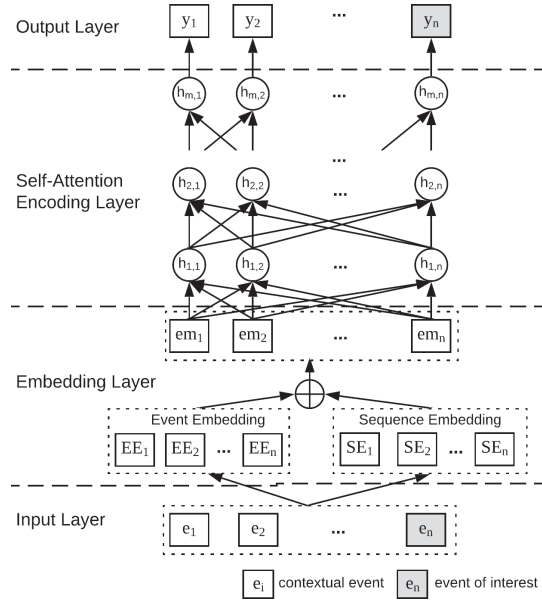 Output Layer y₁ y₂ ... yₙ
hₘ,₁ hₘ,₂ ... hₘ,ₙ
...
Self-Attention
Encoding Layer
h₂,₁ h₂,₂ ... h₂,ₙ
h₁,₁ h₁,₂ ... h₁,ₙ
em₁ em₂ ... emₙ
Embedding Layer
Event Embedding Sequence Embedding
EE₁ EE₂ ... EEₙ SE₁ SE₂ ... SEₙ
Input Layer e₁ e₂ ... eₙ
eᵢ contextual event eₙ event of interest